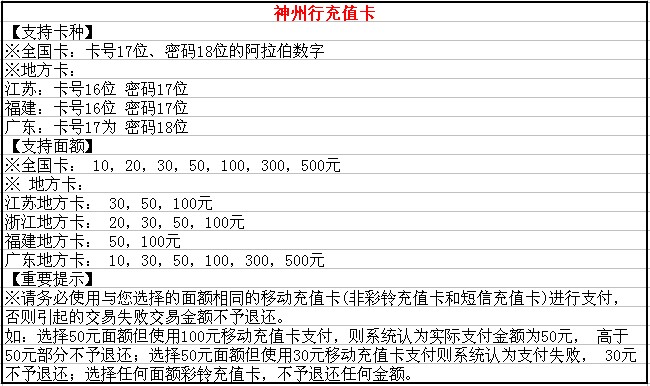 神州行充值卡
【支持卡种】
※全国卡：卡号17位、密码18位的阿拉伯数字
※地方卡：
江苏：卡号16位 密码17位
福建：卡号16位 密码17位
广东：卡号17为 密码18位
【支持面额】
※全国卡： 10，20，30，50，100，300，500元
※ 地方卡：
江苏地方卡： 30，50，100元
浙江地方卡： 20，30，50，100元
福建地方卡： 50，100元
广东地方卡： 10，30，50，100，300，500元
【重要提示】
※请务必使用与您选择的面额相同的移动充值卡(非彩铃充值卡和短信充值卡)进行支付，
否则引起的交易失败交易金额不予退还。
如：选择50元面额但使用100元移动充值卡支付，则系统认为实际支付金额为50元， 高于
50元部分不予退还；选择50元面额但使用30元移动充值卡支付则系统认为支付失败， 30元
不予退还；选择任何面额彩铃充值卡，不予退还任何金额。